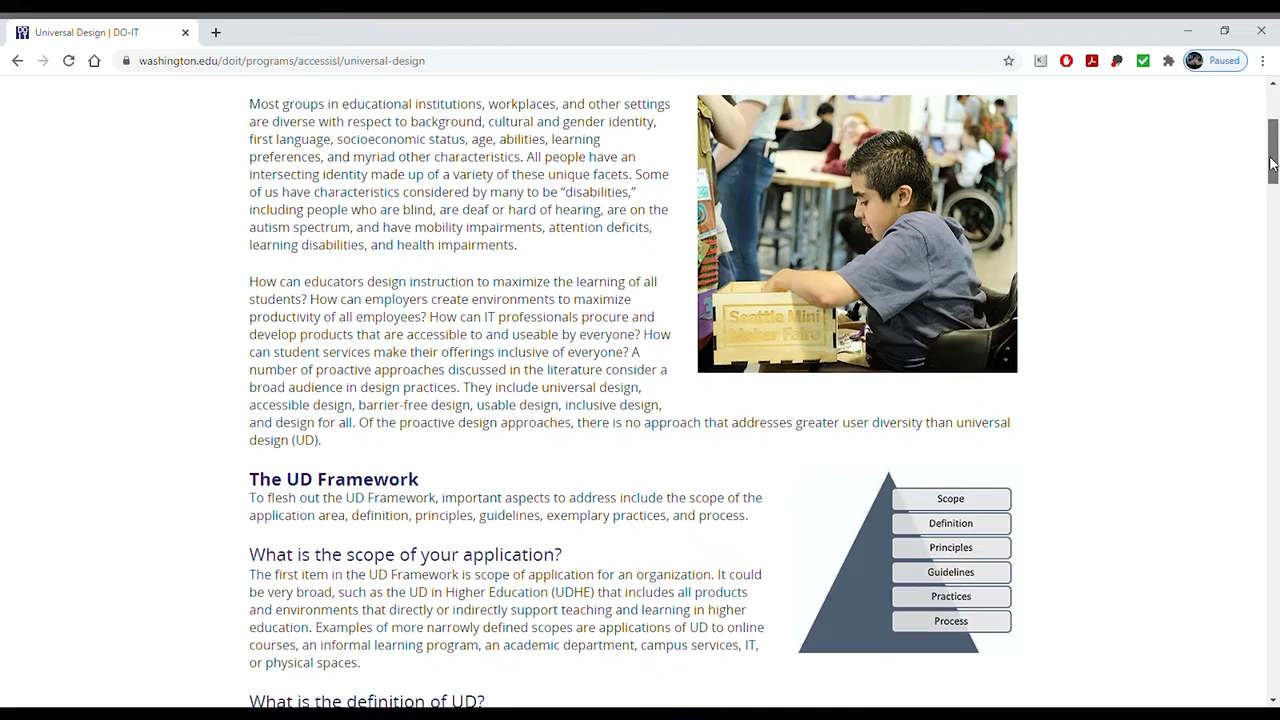 Universal Design | DO-IT
washington.edu/doit/programs/accessisl/universal-design
Paused
Most groups in educational institutions, workplaces, and other settings
are diverse with respect to background, cultural and gender identity,
first language, socioeconomic status, age, abilities, learning
preferences, and myriad other characteristics. All people have an
intersecting identity made up of a variety of these unique facets. Some
of us have characteristics considered by many to be “disabilities,”
including people who are blind, are deaf or hard of hearing, are on the
autism spectrum, and have mobility impairments, attention deficits,
learning disabilities, and health impairments.
Seattle Mini
Maker Faire
How can educators design instruction to maximize the learning of all
students? How can employers create environments to maximize
productivity of all employees? How can IT professionals procure and
develop products that are accessible to and useable by everyone? How
can student services make their offerings inclusive of everyone? A
number of proactive approaches discussed in the literature consider a
broad audience in design practices. They include universal design,
accessible design, barrier-free design, usable design, inclusive design,
and design for all. Of the proactive design approaches, there is no approach that addresses greater user diversity than universal
design (UD).
The UD Framework
To flesh out the UD Framework, important aspects to address include the scope of the
application area, definition, principles, guidelines, exemplary practices, and process.
What is the scope of your application?
The first item in the UD Framework is scope of application for an organization. It could
be very broad, such as the UD in Higher Education (UDHE) that includes all products
and environments that directly or indirectly support teaching and learning in higher
education. Examples of more narrowly defined scopes are applications of UD to online
courses, an informal learning program, an academic department, campus services, IT,
or physical spaces.
Scope
Definition
Principles
Guidelines
Practices
Process
What is the definition of UD?